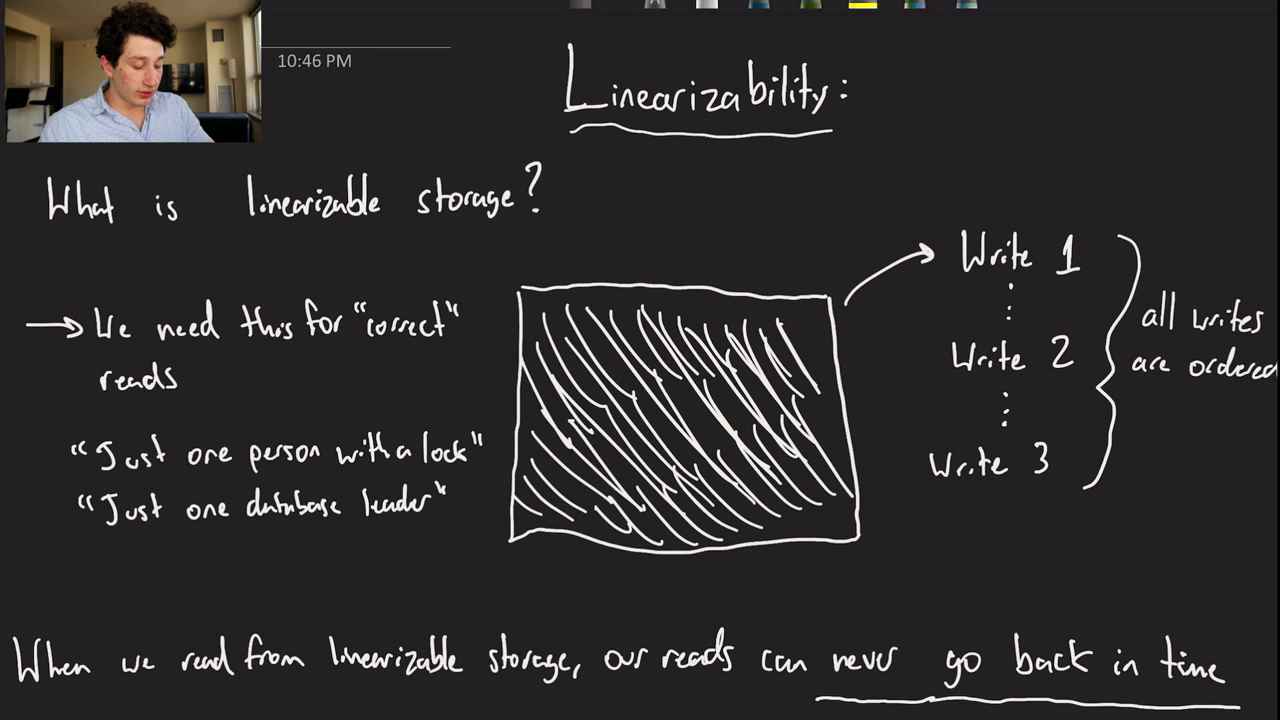 10:46 PM
Linearizability:
What is linearizable storage?
→ We need this for "correct"
reads
"Just one person with a lock"
"Just one database leader"
Write 1
Write 2
Write 3
all writes
are ordered
When we read from linearizable storage, our reads can never go back in time